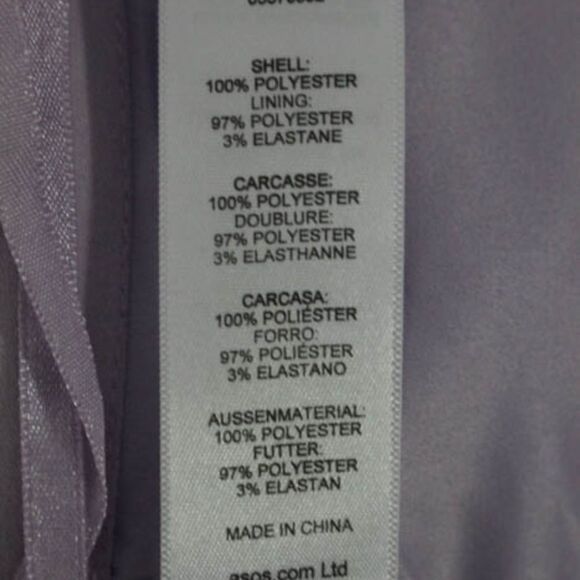 SHELL:
100% POLYESTER
LINING:
97% POLYESTER
3% ELASTANE
CARCASSE:
100% POLYESTER
DOUBLURE:
97% POLYESTER
3% ELASTHANNE
CARCASA:
100% POLIÉSTER
FORRO:
97% POLIÉSTER
3% ELASTANO
AUSSENMATERIAL:
100% POLYESTER
FUTTER:
97% POLYESTER
3% ELASTAN
MADE IN CHINA
asos.com Ltd